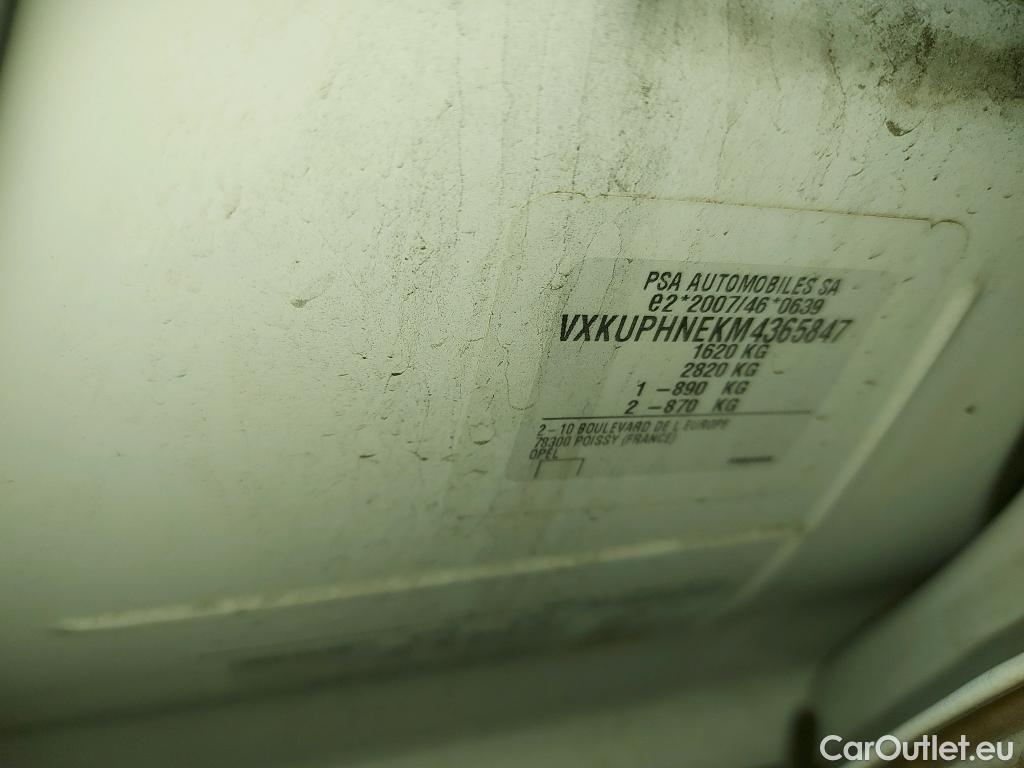 PSA AUTOMOBILES SA
e2*2007/46*0639
VXKUPHNEKM4365847
1620 KG
2820 KG
1 - 890 KG
2 - 870 KG
2 - 10 BOULEVARD DE L'EUROPE
78300 POISSY (FRANCE)
OPEL
CarOutlet.eu